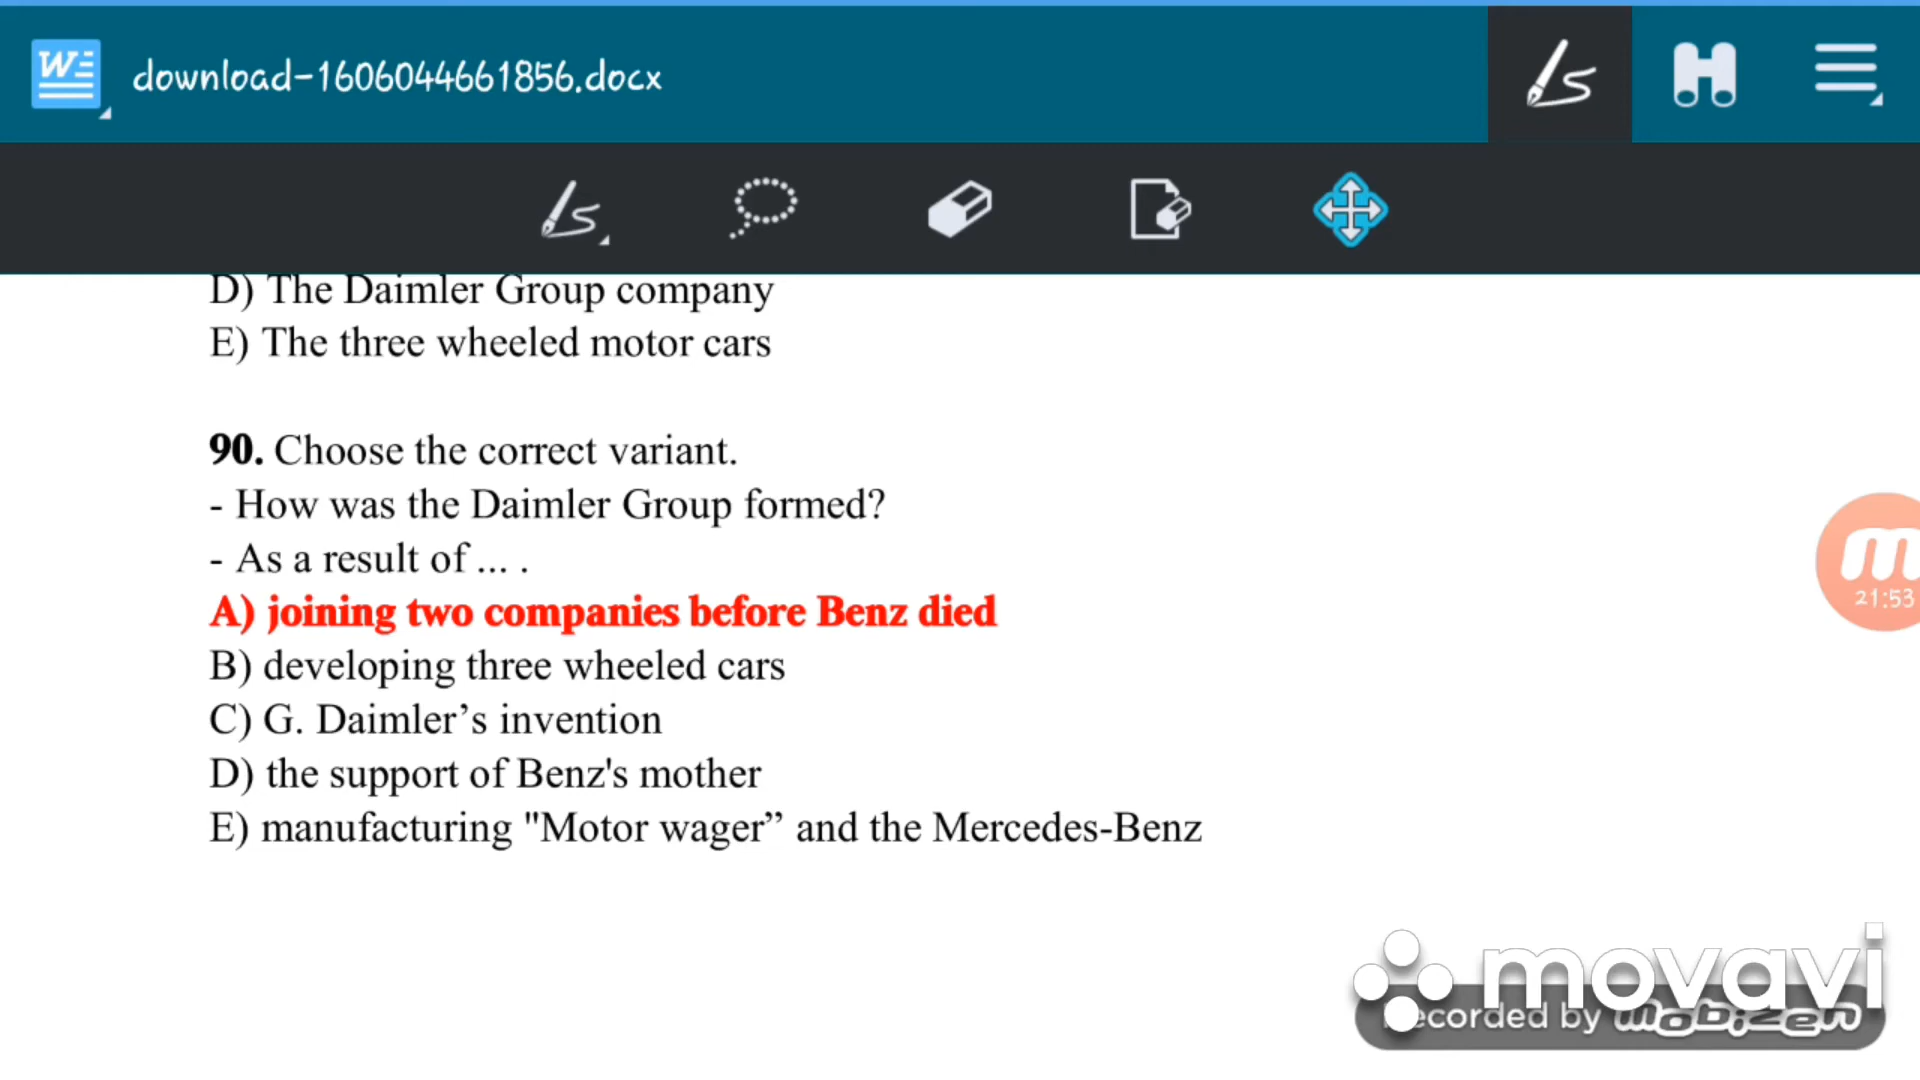 download-1606044661856.docx
D) The Daimler Group company
E) The three wheeled motor cars
90. Choose the correct variant.
- How was the Daimler Group formed?
- As a result of ... .
A) joining two companies before Benz died
B) developing three wheeled cars
C) G. Daimler’s invention
D) the support of Benz's mother
E) manufacturing "Motor wager” and the Mercedes-Benz
21:53
movavi
ecorded by mobizen